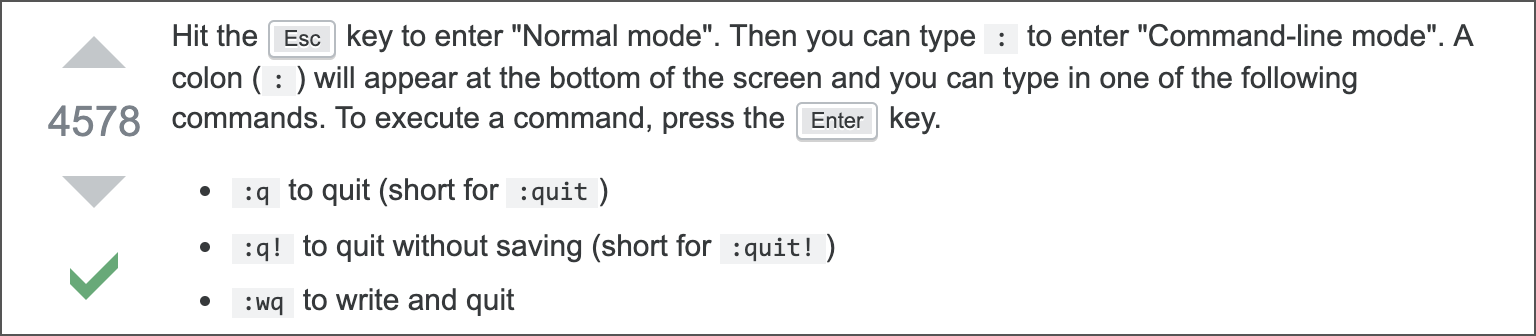 Hit the Esc key to enter "Normal mode". Then you can type : to enter "Command-line mode". A
colon (:) will appear at the bottom of the screen and you can type in one of the following
commands. To execute a command, press the Enter key.
4578
• :q to quit (short for :quit)
• :q! to quit without saving (short for :quit!)
• :wq to write and quit